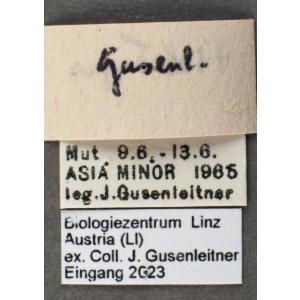 Gusenl.
Mut 9.6.-13.6.
ASIA MINOR 1965
leg.J.Gusenleitner
Biologiezentrum Linz
Austria (LI)
ex. Coll. J. Gusenleitner
Eingang 2023